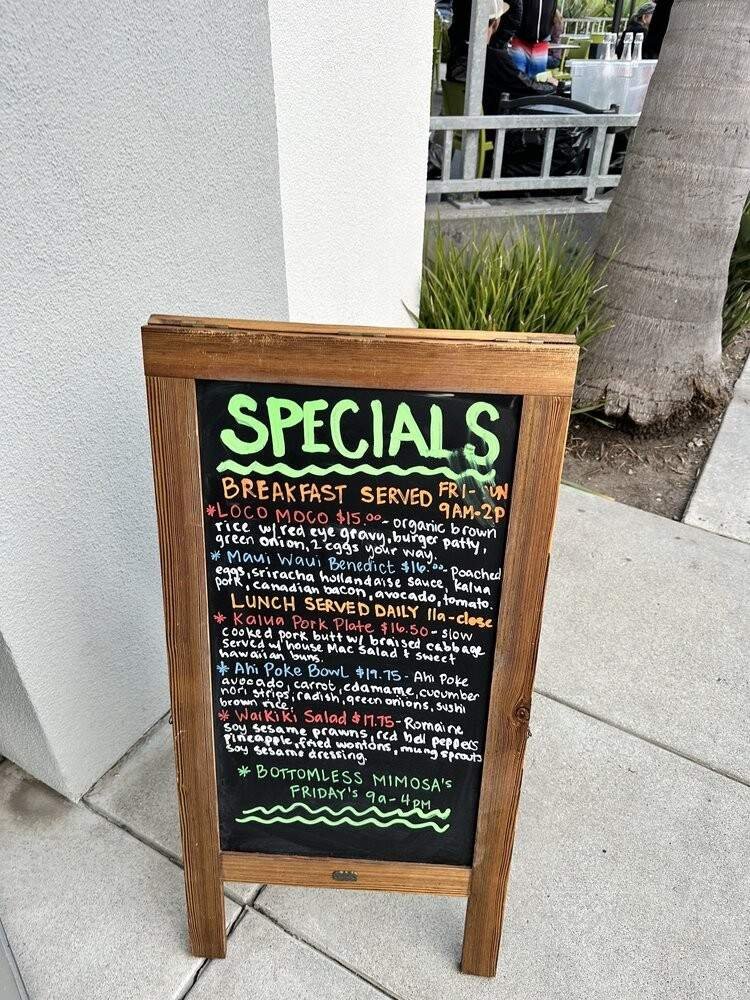 SPECIALS
BREAKFAST SERVED FRI-SUN
9AM-2P
*LOCO MOCO $15.00 - organic brown
rice w/red eye gravy, burger patty,
green onion, 2 eggs your way.
* Maui Waui Benedict $16.00 - poached
eggs, sriracha hollandaise sauce, Kalua
pork, canadian bacon, avocado, tomato.
LUNCH SERVED DAILY 11a-close
* Kalua Pork Plate $16.50 - slow
cooked pork butt w/ braised cabbage
served w/ house Mac Salad & sweet
hawaiian buns.
* Ahi Poke Bowl $19.75 - Ahi Poke
avocado, carrot, edamame, cucumber
nori strips, radish, green onions, sushi
brown rice.
* Waikiki Salad $17.75 - Romaine
soy sesame prawns, red bell peppers
pineapple, fried wontons, mung sprouts
soy sesame dressing.
* BOTTOMLESS MIMOSA's
FRIDAY's 9a-4PM